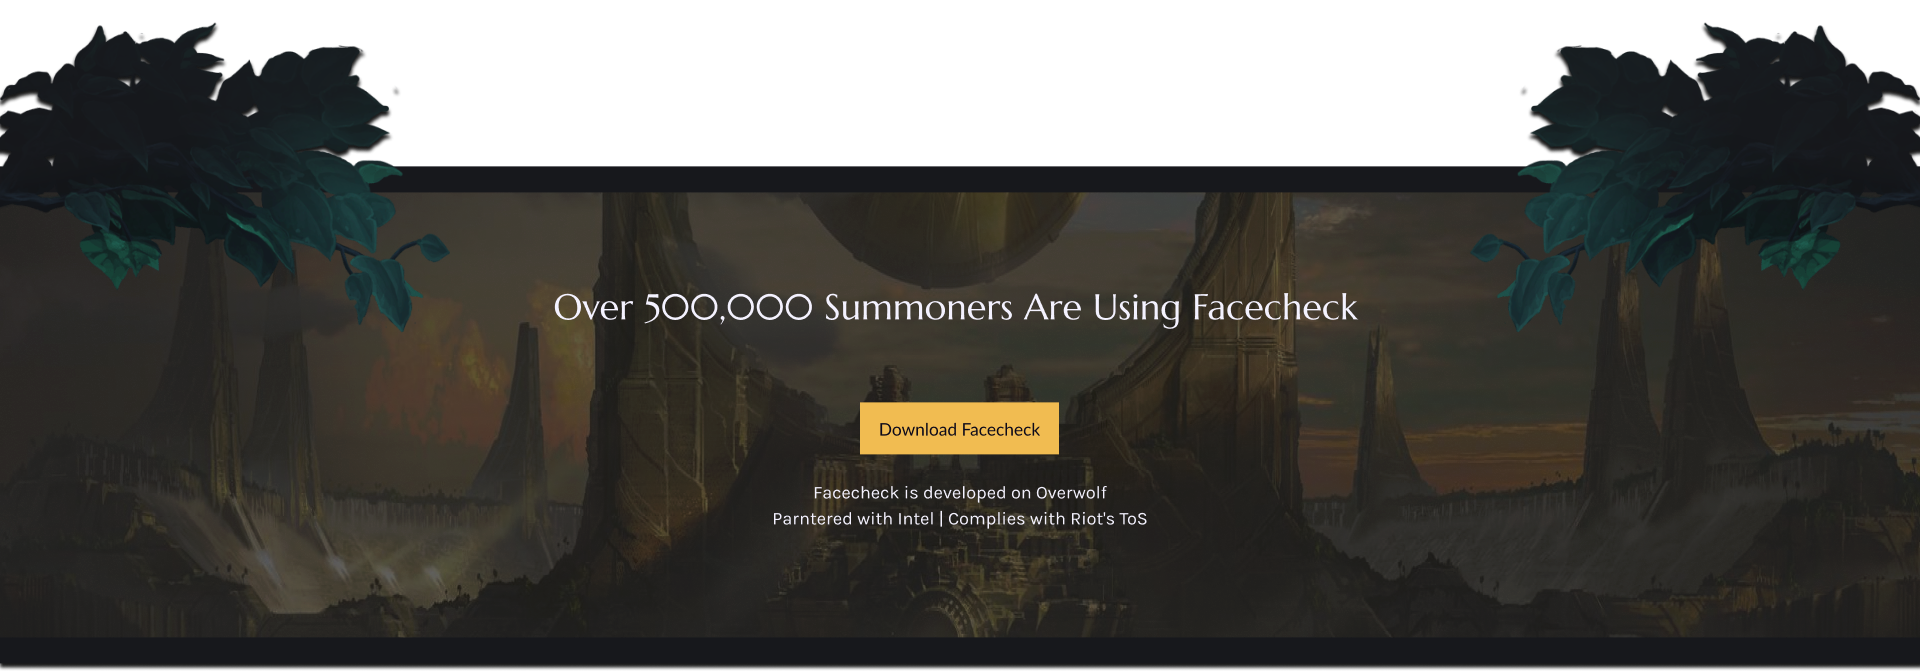 Over 500,000 Summoners Are Using Facecheck
Download Facecheck
Facecheck is developed on Overwolf
Parntered with Intel | Complies with Riot's ToS